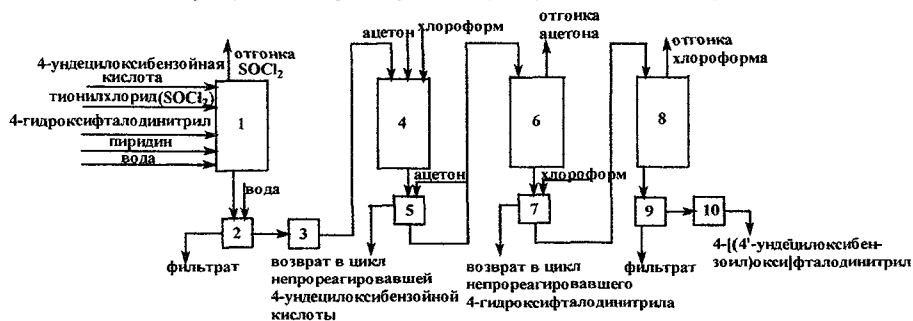 4-ундецилоксибензойная
кислота
тионилхлорид(SOCl2)
4-гидроксифталодинитрил
пиридин
вода
отгонка
SOCl2
1
вода
2
3
фильтрат
ацетон
хлороформ
4
ацетон
5
возврат в цикл
непрореагировавшей
4-ундецилоксибензойной
кислоты
отгонка
ацетона
6
хлороформ
7
возврат в цикл
непрореагировавшего
4-гидроксифталодинитрила
отгонка
хлороформа
8
9
10
фильтрат
4-[(4'-ундецилоксибен-
зоил)окси]фталодинитрил